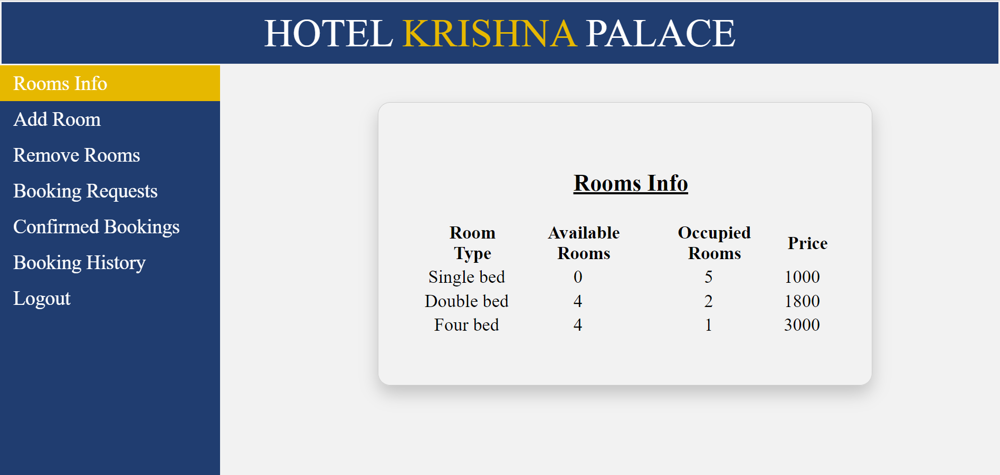 HOTEL KRISHNA PALACE
Rooms Info
Add Room
Remove Rooms
Booking Requests
Confirmed Bookings
Booking History
Logout
Rooms Info
Room Type Available Rooms Occupied Rooms Price
Single bed 0 5 1000
Double bed 4 2 1800
Four bed 4 1 3000